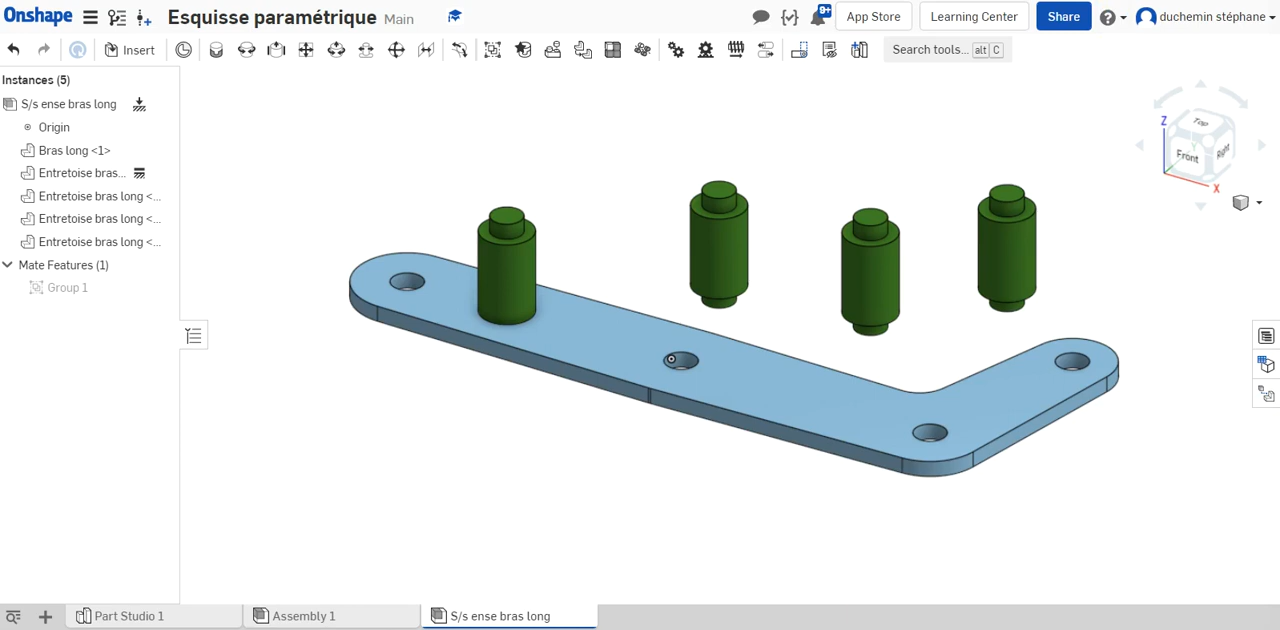 Onshape Esquisse paramétrique Main 9+ App Store Learning Center Share duchemin stéphane
Insert Search tools... alt C
Instances (5)
S/s ense bras long
Origin
Bras long <1>
Entretoise bras...
Entretoise bras long <...
Entretoise bras long <...
Entretoise bras long <...
Mate Features (1)
Group 1
Z
Top
Y
Front
Right
X
Part Studio 1 Assembly 1 S/s ense bras long